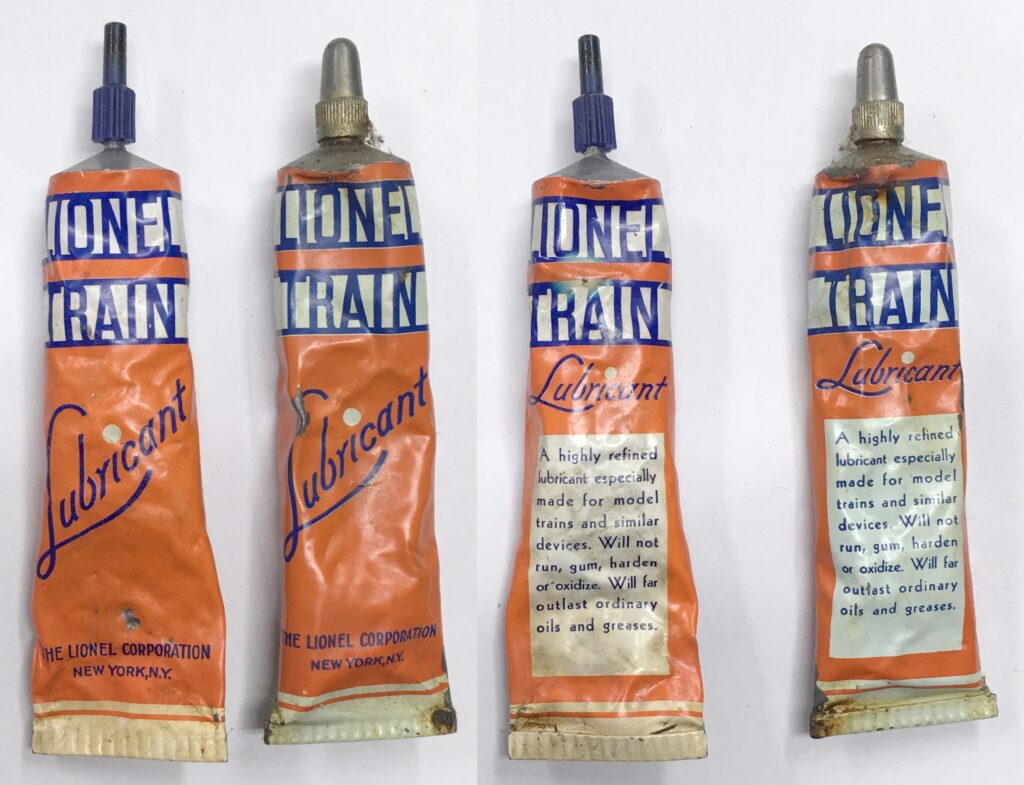 LIONEL
TRAIN
Lubricant
THE LIONEL CORPORATION
NEW YORK, N.Y.
LIONEL
TRAIN
Lubricant
THE LIONEL CORPORATION
NEW YORK, N.Y.
LIONEL
TRAIN
Lubricant
A highly refined
lubricant especially
made for model
trains and similar
devices. Will not
run, gum, harden
or oxidize. Will far
outlast ordinary
oils and greases.
LIONEL
TRAIN
Lubricant
A highly refined
lubricant especially
made for model
trains and similar
devices. Will not
run, gum, harden
or oxidize. Will far
outlast ordinary
oils and greases.